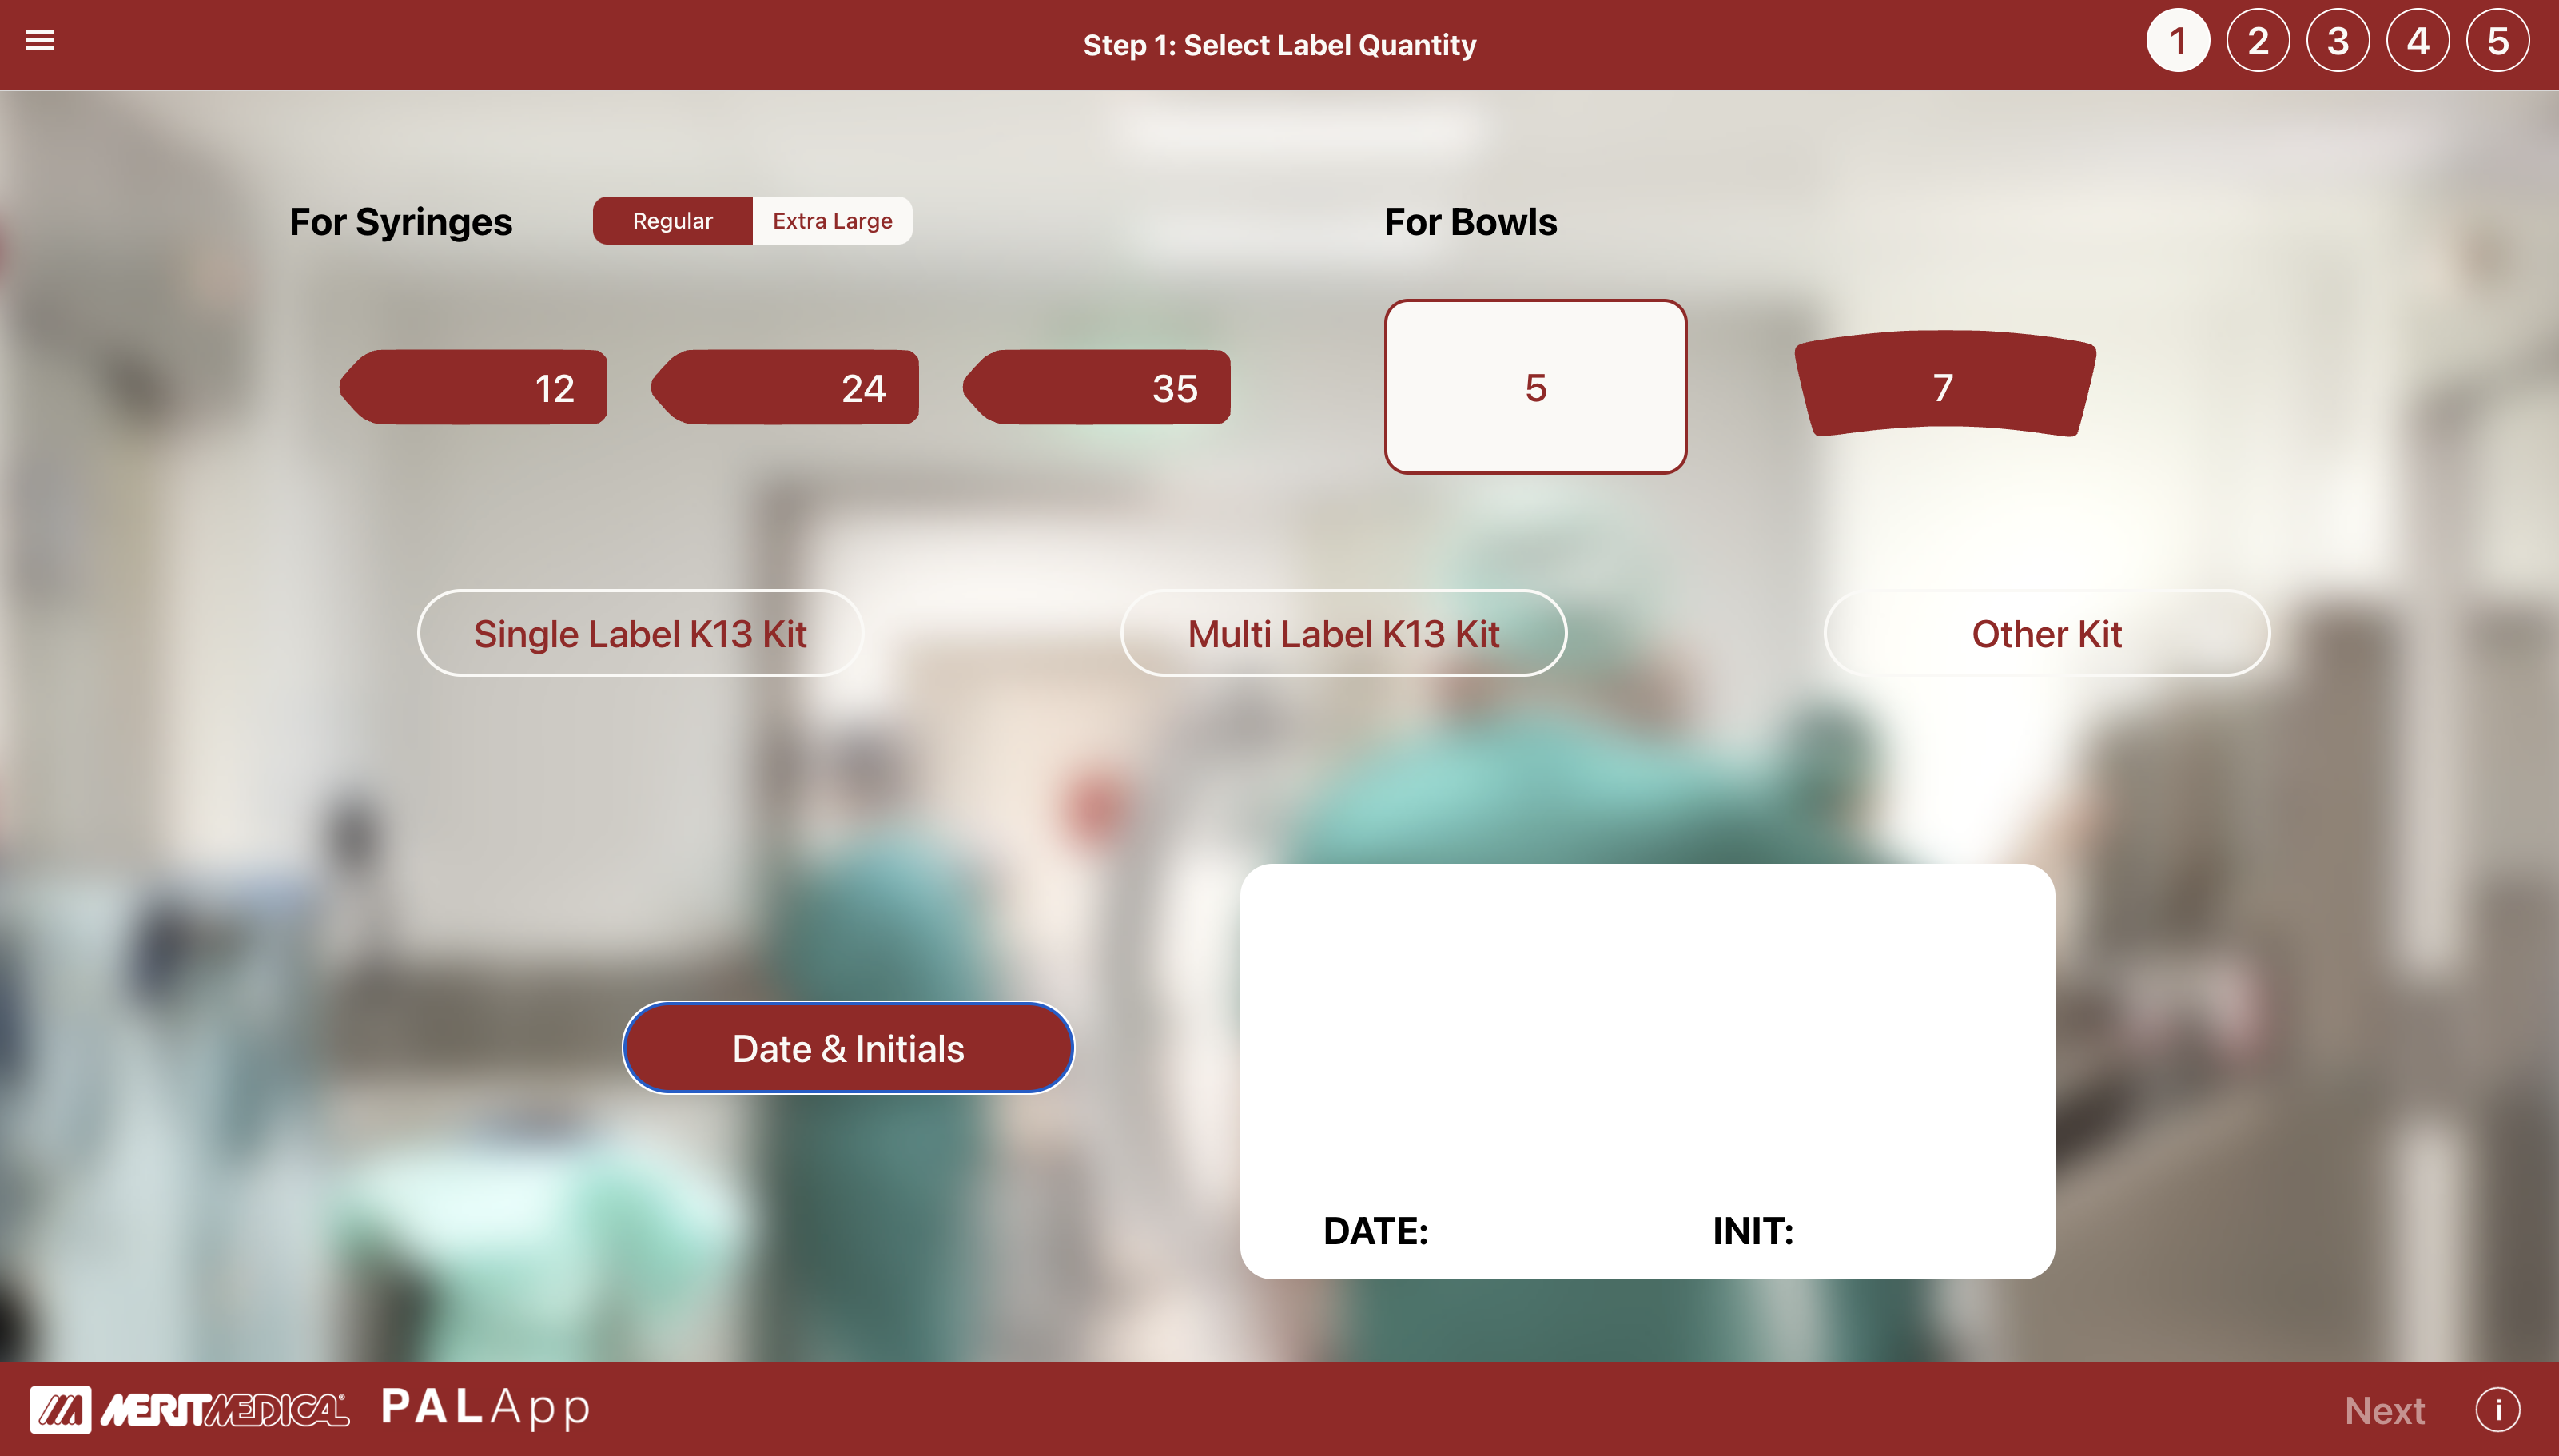 Step 1: Select Label Quantity
1 2 3 4 5
For Syringes
Regular
Extra Large
For Bowls
12
24
35
5
7
Single Label K13 Kit
Multi Label K13 Kit
Other Kit
Date & Initials
DATE:
INIT:
MERITMEDICAL®
PALApp
Next
i